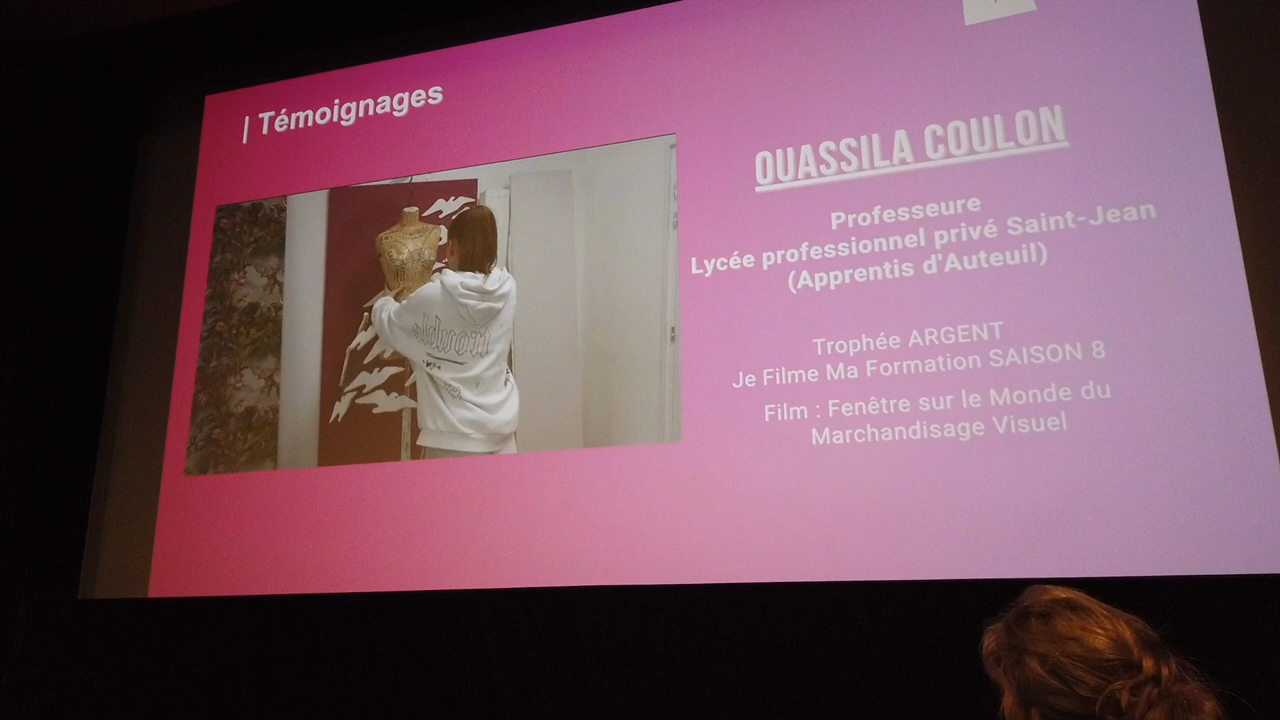 | Témoignages
OUASSILA COULON
Professeure
Lycée professionnel privé Saint-Jean
(Apprentis d'Auteuil)
Trophée ARGENT
Je Filme Ma Formation SAISON 8
Film : Fenêtre sur le Monde du
Marchandisage Visuel